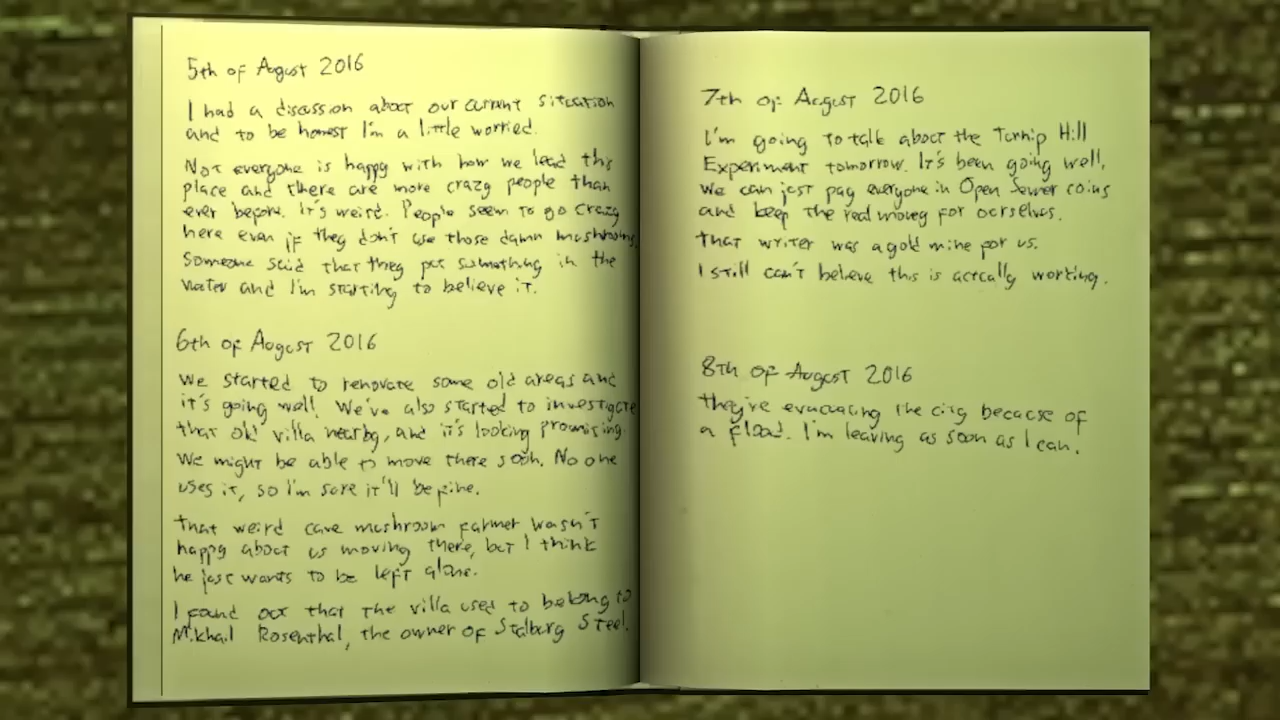 5th of August 2016
I had a discussion about our current situation
and to be honest I'm a little worried.
Not everyone is happy with how we lead this
place and there are more crazy people than
ever before. It's weird. People seem to go crazy
here even if they don't use those damn mushrooms.
Someone said that they put something in the
water and I'm starting to believe it.
6th of August 2016
We started to renovate some old areas and
it's going well. We've also started to investigate
that old villa nearby, and it's looking promising.
We might be able to move there soon. No one
uses it, so I'm sure it'll be fine.
That weird cave mushroom farmer wasn't
happy about us moving there, but I think
he just wants to be left alone.
I found out that the villa used to belong to
Mikhail Rosenthal, the owner of Stalburg Steel.
7th of August 2016
I'm going to talk about the Turnip Hill
Experiment tomorrow. It's been going well,
we can just pay everyone in Open Sewer coins
and keep the real money for ourselves.
That writer was a gold mine for us.
I still can't believe this is actually working.
8th of August 2016
They're evacuating the city because of
a flood. I'm leaving as soon as I can.